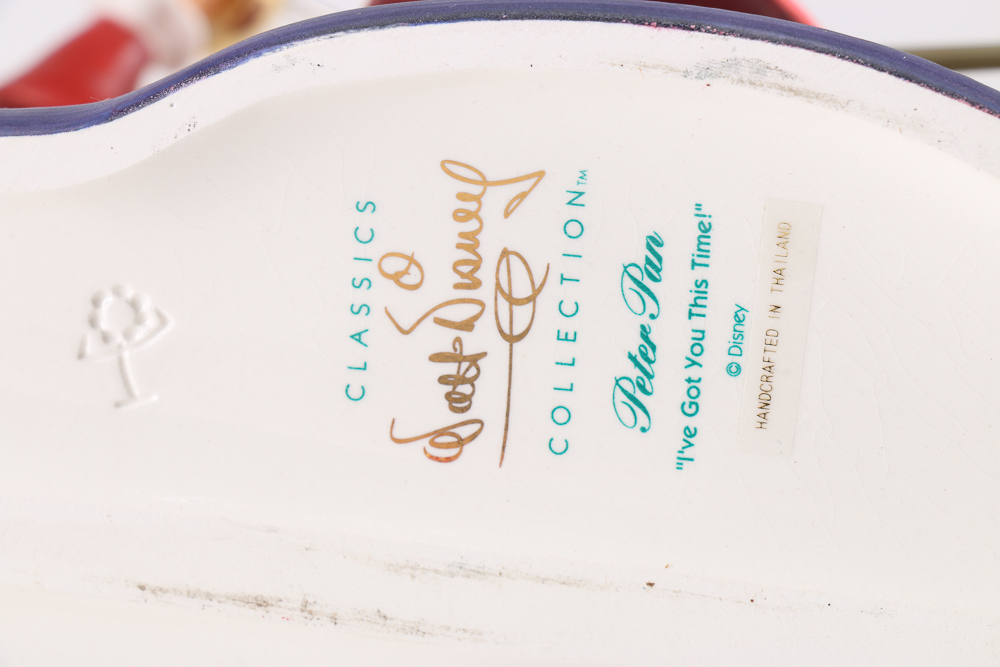 CLASSICS
Walt Disney
COLLECTION™
Peter Pan
"I've Got You This Time!"
© Disney
HANDCRAFTED IN THAILAND